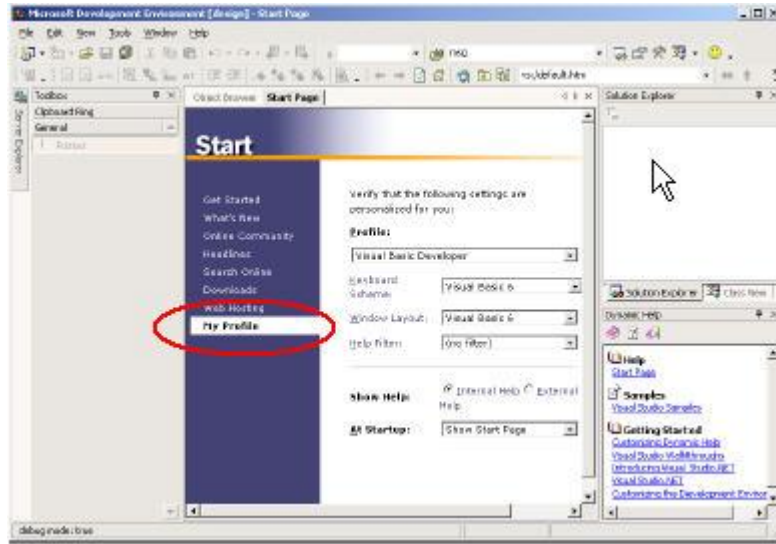 Microsoft Development Environment [design] - Start Page
File Edit View Tools Window Help
Toolbox
Clipboard Ring
General
Pointer
Server Explorer
Object Browser Start Page
Start
Get Started
What's New
Online Community
Headlines
Search Online
Downloads
Web Hosting
My Profile
Verify that the following settings are
personalized for you:
Profile:
Visual Basic Developer
Keyboard
Scheme:
Visual Basic 6
Window Layout: Visual Basic 6
Help Filter: (no filter)
Show Help: Internal Help External
Help
At Startup: Show Start Page
Solution Explorer
Solution Explorer Class View
Dynamic Help
Help
Start Page
Samples
Visual Studio Samples
Getting Started
Customizing Dynamic Help
Visual Studio Walkthroughs
Introducing Visual Studio.NET
Visual Studio.NET
Customizing the Development Environ
debug mode: true